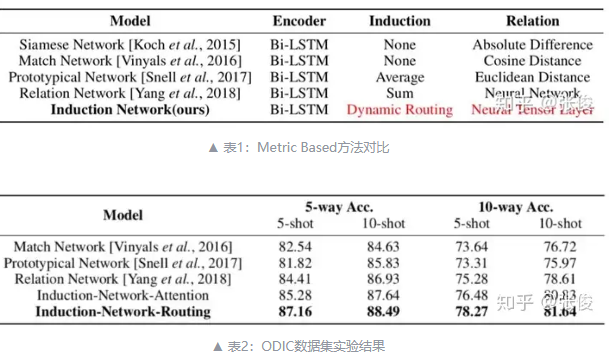 Model Encoder Induction Relation
Siamese Network [Koch et al., 2015] Bi-LSTM None Absolute Difference
Match Network [Vinyals et al., 2016] Bi-LSTM None Cosine Distance
Prototypical Network [Snell et al., 2017] Bi-LSTM Average Euclidean Distance
Relation Network [Yang et al., 2018] Bi-LSTM Sum Neural Network
Induction Network(ours) Bi-LSTM Dynamic Routing Neural Tensor Layer
知乎 @张俊
▲ 表1：Metric Based方法对比
Model 5-way Acc. 10-way Acc.
5-shot 10-shot 5-shot 10-shot
Match Network [Vinyals et al., 2016] 82.54 84.63 73.64 76.72
Prototypical Network [Snell et al., 2017] 81.82 85.83 73.31 75.97
Relation Network [Yang et al., 2018] 84.41 86.93 75.28 78.61
Induction-Network-Attention 85.28 87.64 76.48 80.83
Induction-Network-Routing 87.16 88.49 78.27 81.64
知乎 @张俊
▲ 表2：ODIC数据集实验结果